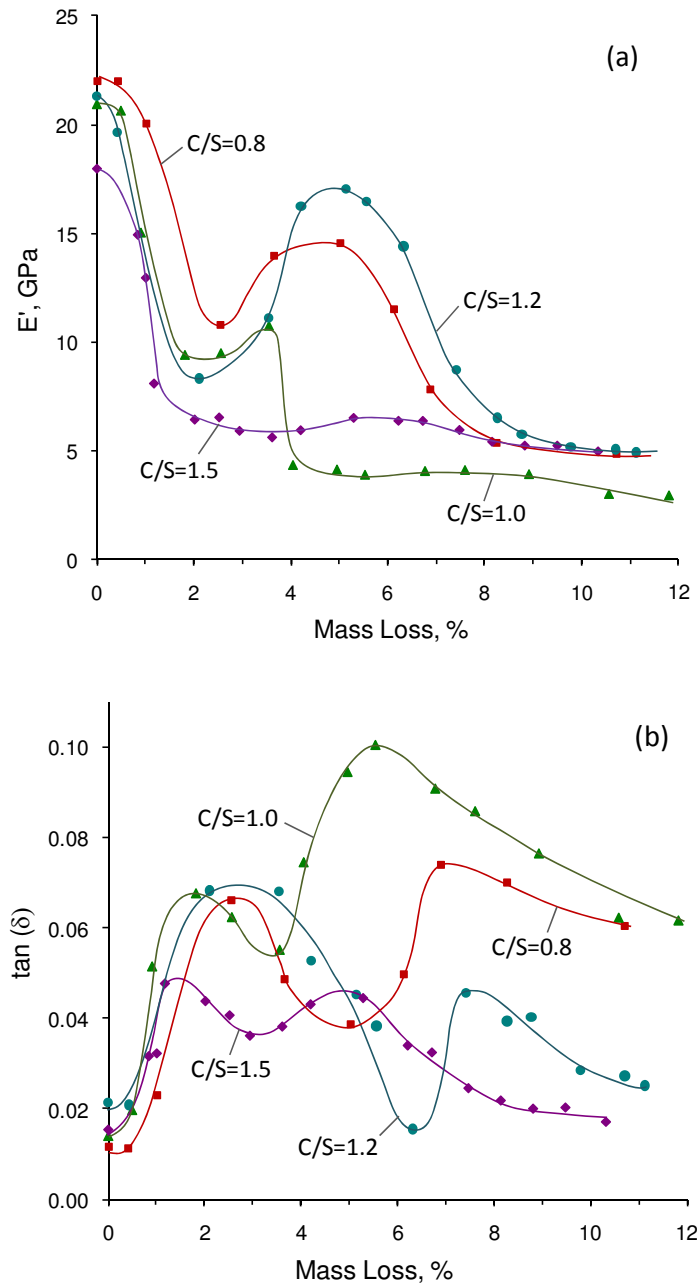 (a)
25
20
15
10
5
0
E', GPa
C/S=0.8
C/S=1.2
C/S=1.5
C/S=1.0
0 2 4 6 8 10 12
Mass Loss, %
(b)
0.10
0.08
0.06
0.04
0.02
0.00
tan (δ)
C/S=1.0
C/S=0.8
C/S=1.5
C/S=1.2
0 2 4 6 8 10 12
Mass Loss, %